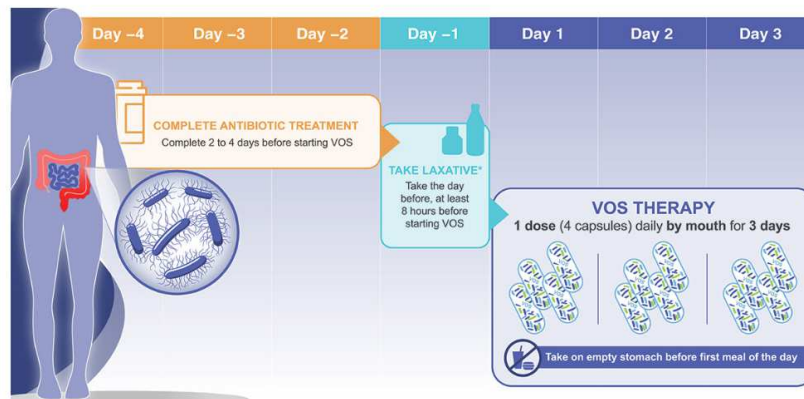 Day −4 Day −3 Day −2 Day −1 Day 1 Day 2 Day 3
COMPLETE ANTIBIOTIC TREATMENT
Complete 2 to 4 days before starting VOS
TAKE LAXATIVE*
Take the day
before, at least
8 hours before
starting VOS
VOS THERAPY
1 dose (4 capsules) daily by mouth for 3 days
Take on empty stomach before first meal of the day